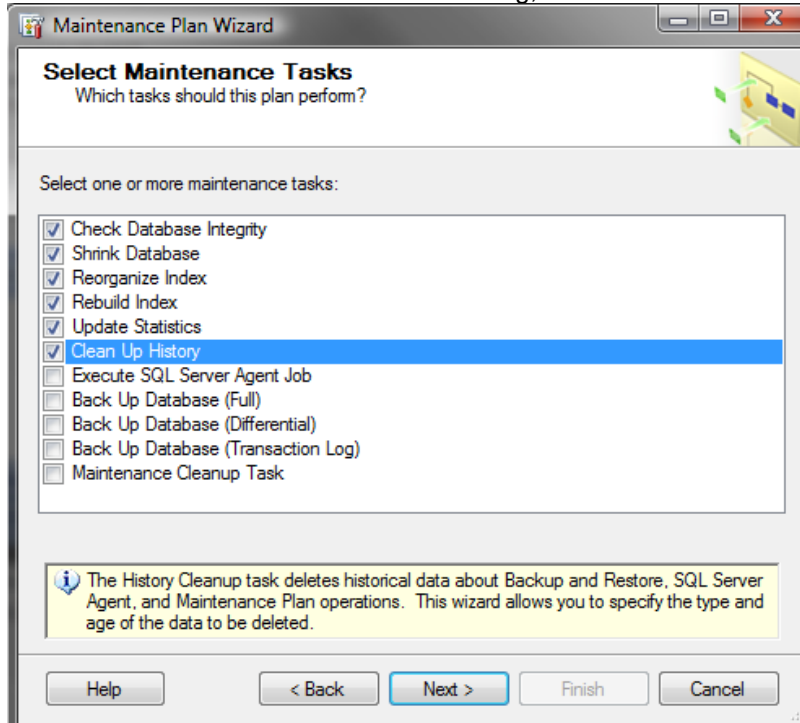 Maintenance Plan Wizard
Select Maintenance Tasks
Which tasks should this plan perform?
Select one or more maintenance tasks:
Check Database Integrity
Shrink Database
Reorganize Index
Rebuild Index
Update Statistics
Clean Up History
Execute SQL Server Agent Job
Back Up Database (Full)
Back Up Database (Differential)
Back Up Database (Transaction Log)
Maintenance Cleanup Task
The History Cleanup task deletes historical data about Backup and Restore, SQL Server
Agent, and Maintenance Plan operations. This wizard allows you to specify the type and
age of the data to be deleted.
Help < Back Next > Finish Cancel